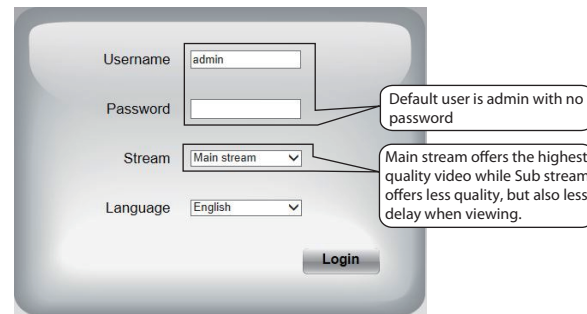 Username admin
Password
Default user is admin with no
password
Stream Main stream
Main stream offers the highest
quality video while Sub stream
offers less quality, but also less
delay when viewing.
Language English
Login